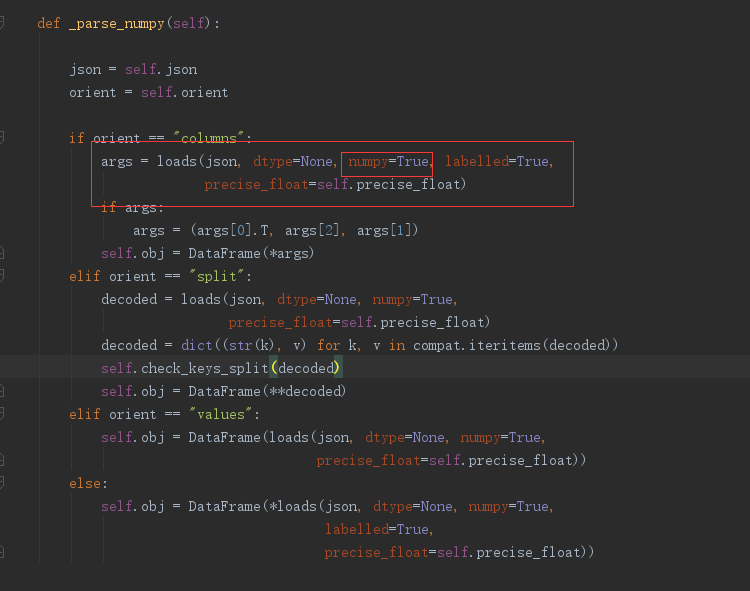 def _parse_numpy(self):
json = self.json
orient = self.orient
if orient == "columns":
args = loads(json, dtype=None, numpy=True, labelled=True,
precise_float=self.precise_float)
if args:
args = (args[0].T, args[2], args[1])
self.obj = DataFrame(*args)
elif orient == "split":
decoded = loads(json, dtype=None, numpy=True,
precise_float=self.precise_float)
decoded = dict((str(k), v) for k, v in compat.iteritems(decoded))
self.check_keys_split(decoded)
self.obj = DataFrame(**decoded)
elif orient == "values":
self.obj = DataFrame(loads(json, dtype=None, numpy=True,
precise_float=self.precise_float))
else:
self.obj = DataFrame(*loads(json, dtype=None, numpy=True,
labelled=True,
precise_float=self.precise_float))